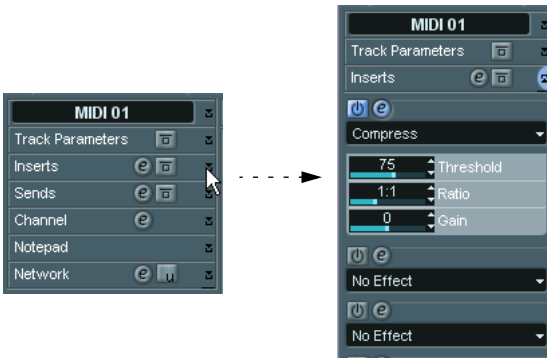 MIDI 01
Track Parameters
Inserts e
Sends e
Channel e
Notepad
Network e u
MIDI 01
Track Parameters
Inserts e
e
Compress
75 Threshold
1:1 Ratio
0 Gain
e
No Effect
e
No Effect